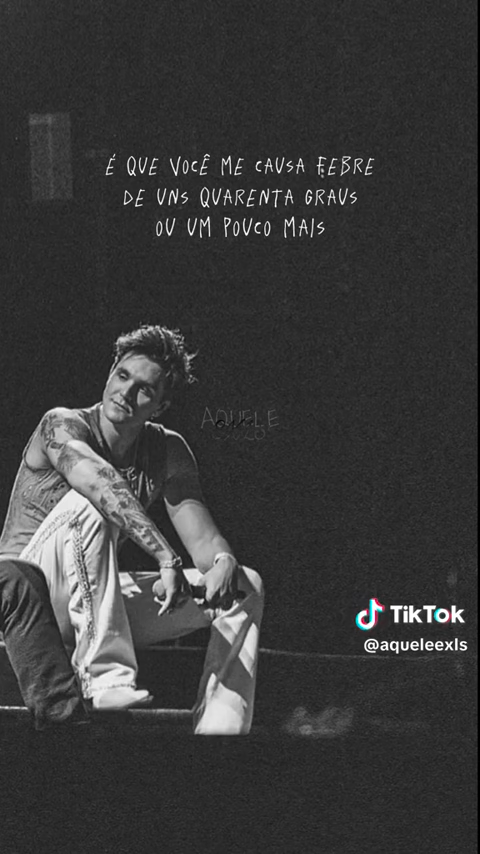 É QUE VOCÊ ME CAUSA FEBRE
DE UNS QUARENTA GRAUS
OU UM POUCO MAIS
AQUELE
TikTok
@aqueleexls